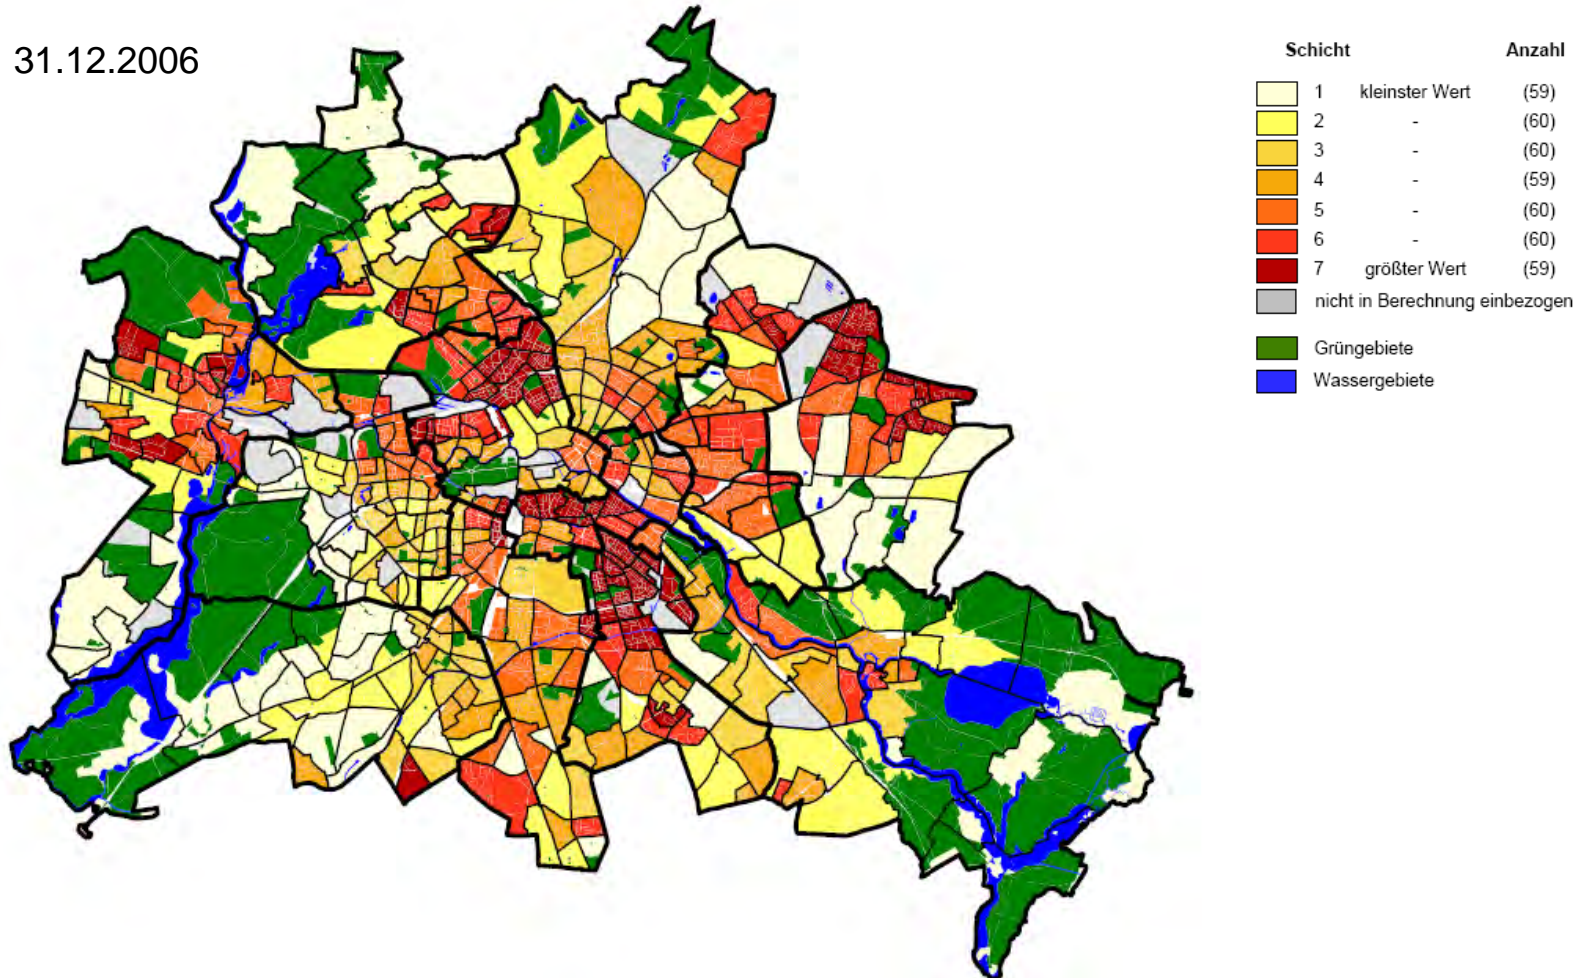 31.12.2006
Schicht Anzahl
1 kleinster Wert (59)
2 - (60)
3 - (60)
4 - (59)
5 - (60)
6 - (60)
7 größter Wert (59)
nicht in Berechnung einbezogen
Grüngebiete
Wassergebiete